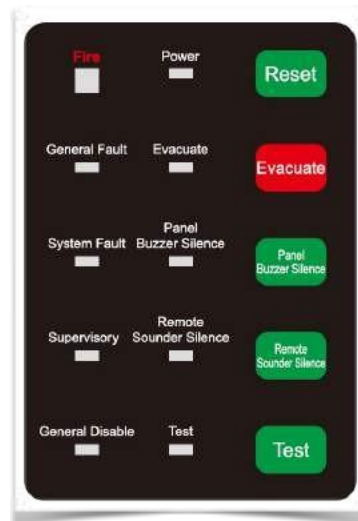 Fire
Power
Reset
General Fault
Evacuate
Evacuate
System Fault
Panel
Buzzer Silence
Panel
Buzzer Silence
Supervisory
Remote
Sounder Silence
Remote
Sounder Silence
General Disable
Test
Test